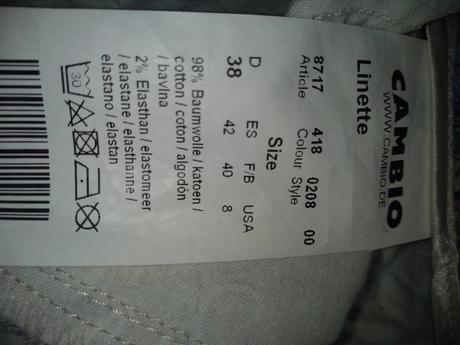 CAMBIO
WWW.CAMBIO.DE
Linette
8717 418 0208 00
Article Colour Style
Size
D ES F/B USA
38 42 40 8
98% Baumwolle / katoen /
cotton / coton / algodón
/ bavlna
2% Elasthan / elastomeer
/ elastane / elasthanne /
elastano / elastan
30